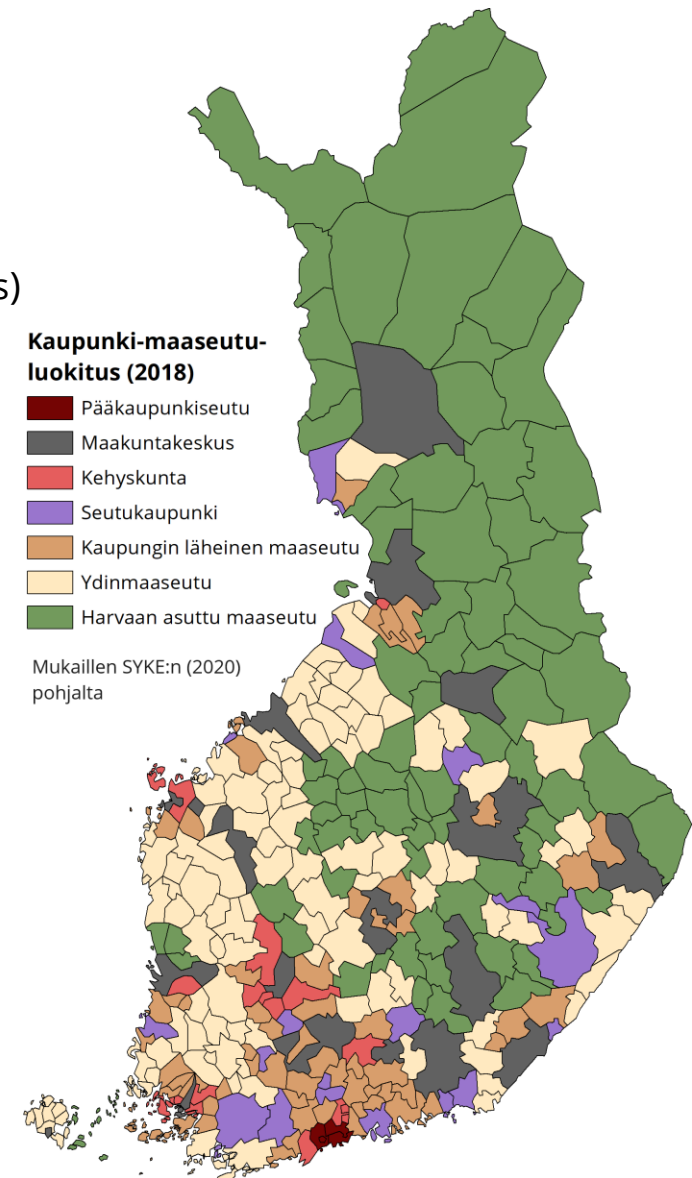 s)
Kaupunki-maaseutu-
luokitus (2018)
Pääkaupunkiseutu
Maakuntakeskus
Kehyskunta
Seutukaupunki
Kaupungin läheinen maaseutu
Ydinmaaseutu
Harvaan asuttu maaseutu
Mukaillen SYKE:n (2020)
pohjalta